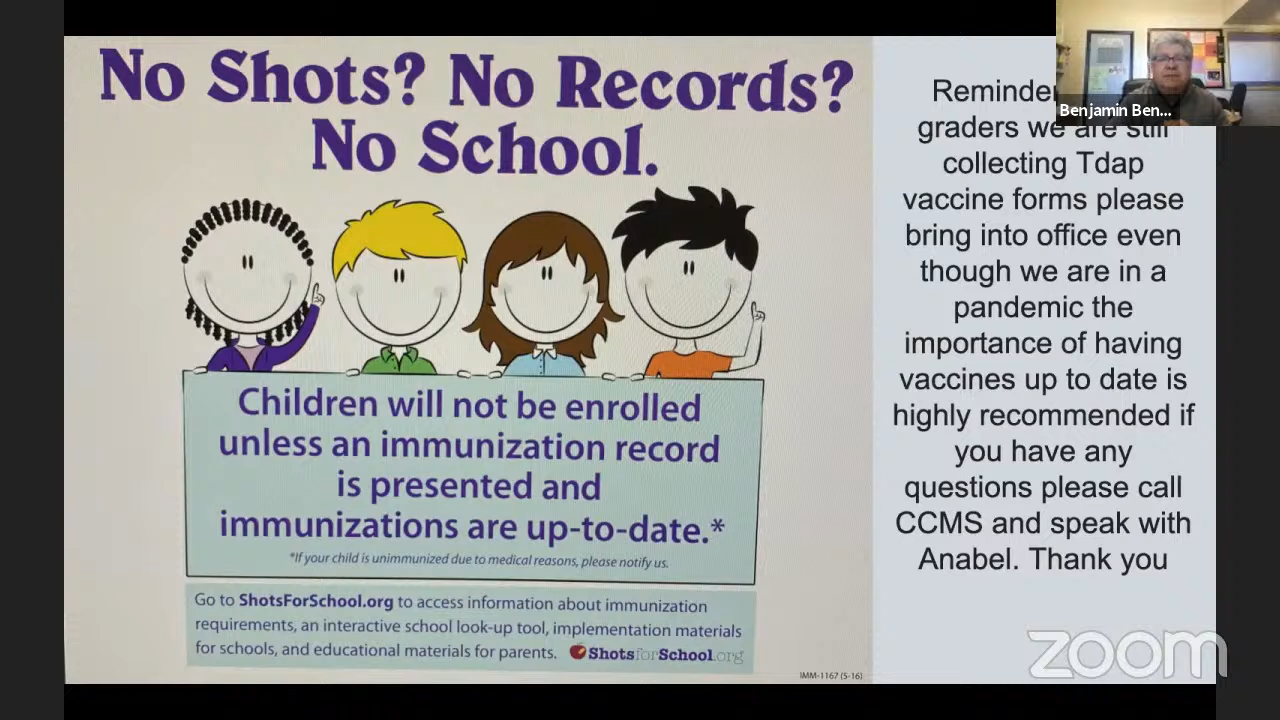 No Shots? No Records?
No School.
Children will not be enrolled
unless an immunization record
is presented and
immunizations are up-to-date.*
*If your child is unimmunized due to medical reasons, please notify us.
Go to ShotsForSchool.org to access information about immunization
requirements, an interactive school look-up tool, implementation materials
for schools, and educational materials for parents.
ShotsforSchool.org
IMM-1167 (5-16)
Reminder
graders we are still
collecting Tdap
vaccine forms please
bring into office even
though we are in a
pandemic the
importance of having
vaccines up to date is
highly recommended if
you have any
questions please call
CCMS and speak with
Anabel. Thank you
Benjamin Ben...
zoom